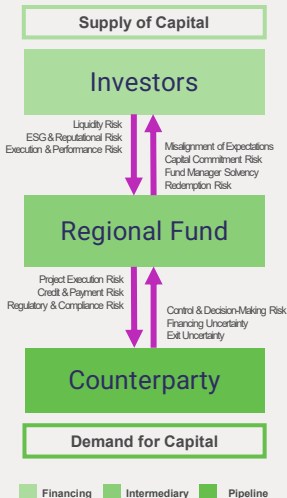 Supply of Capital
Investors
Liquidity Risk
ESG & Reputational Risk
Execution & Performance Risk
Misalignment of Expectations
Capital Commitment Risk
Fund Manager Solvency
Redemption Risk
Regional Fund
Project Execution Risk
Credit & Payment Risk
Regulatory & Compliance Risk
Control & Decision-Making Risk
Financing Uncertainty
Exit Uncertainty
Counterparty
Demand for Capital
Financing Intermediary Pipeline